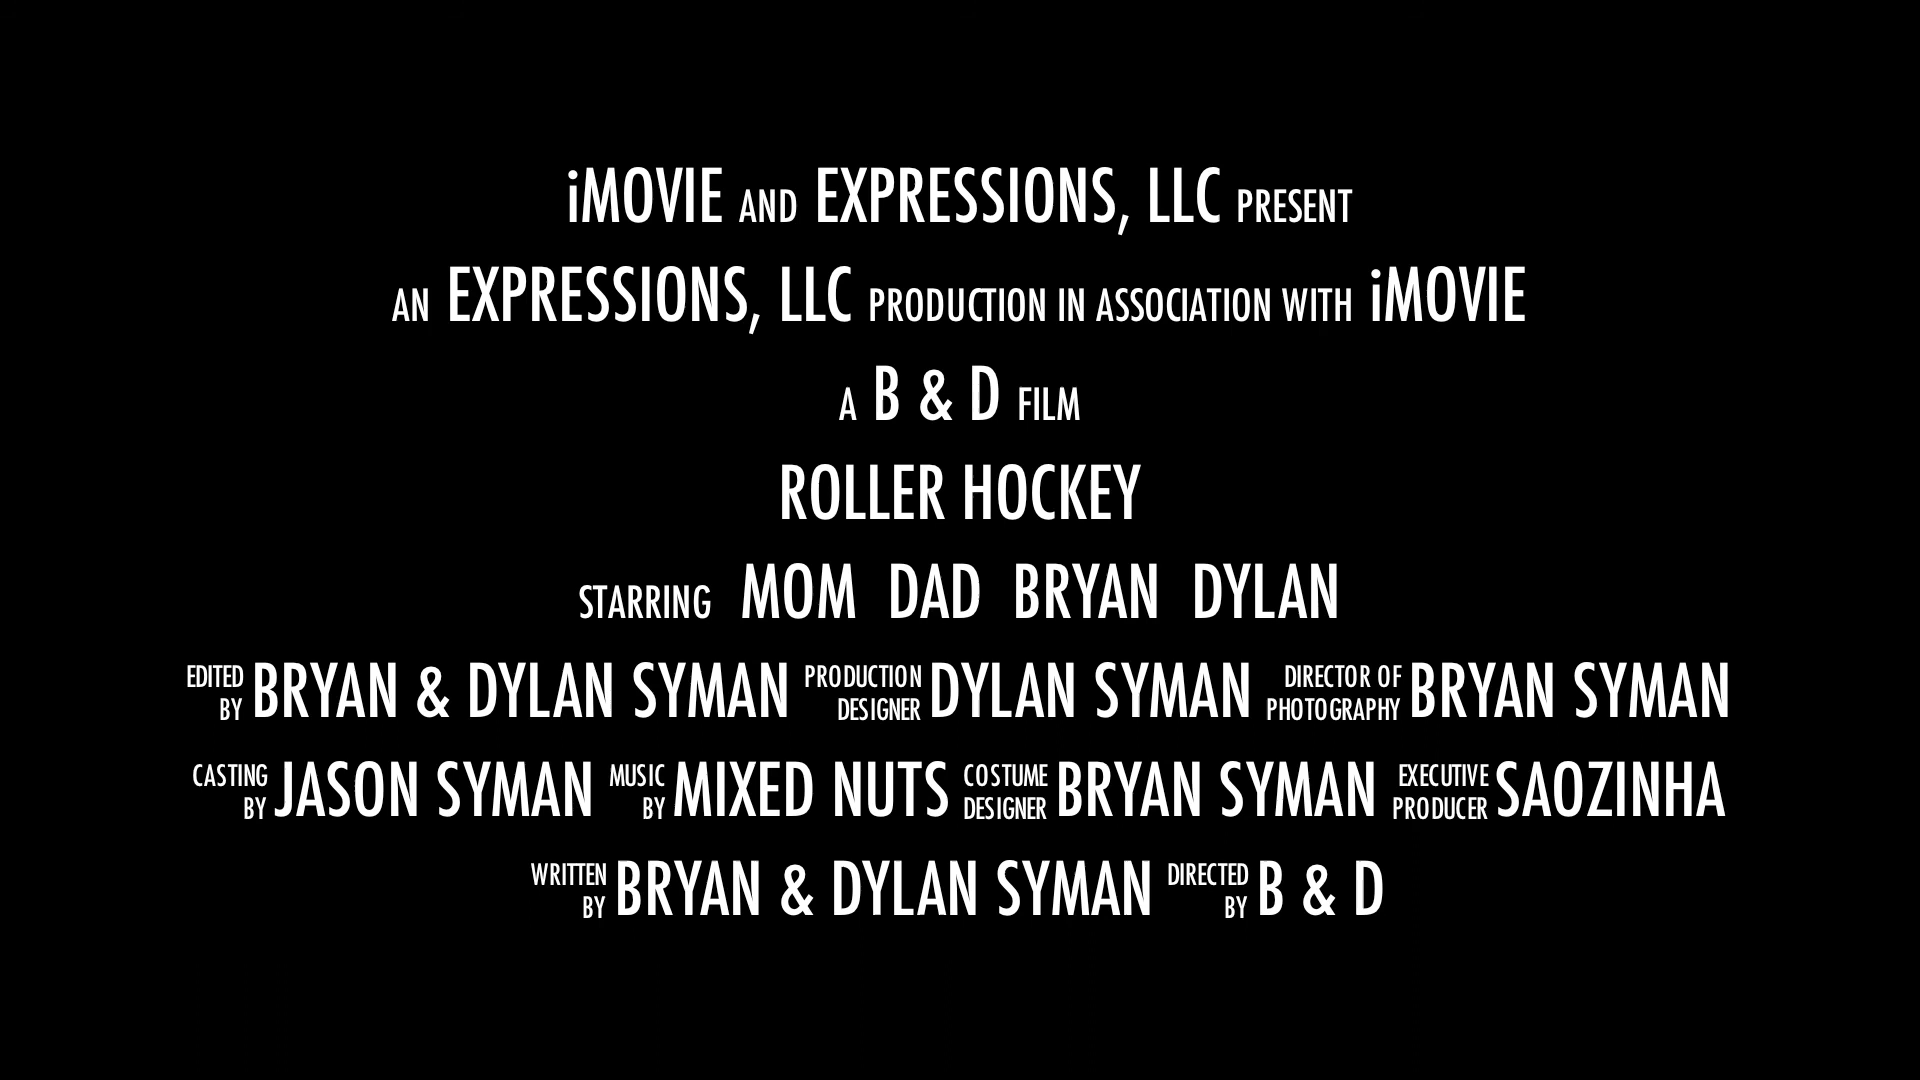 iMOVIE AND EXPRESSIONS, LLC PRESENT
AN EXPRESSIONS, LLC PRODUCTION IN ASSOCIATION WITH iMOVIE
A B & D FILM
ROLLER HOCKEY
STARRING MOM DAD BRYAN DYLAN
EDITED BY BRYAN & DYLAN SYMAN PRODUCTION DESIGNER DYLAN SYMAN DIRECTOR OF PHOTOGRAPHY BRYAN SYMAN
CASTING BY JASON SYMAN MUSIC BY MIXED NUTS COSTUME DESIGNER BRYAN SYMAN EXECUTIVE PRODUCER SAOZINHA
WRITTEN BY BRYAN & DYLAN SYMAN DIRECTED BY B & D